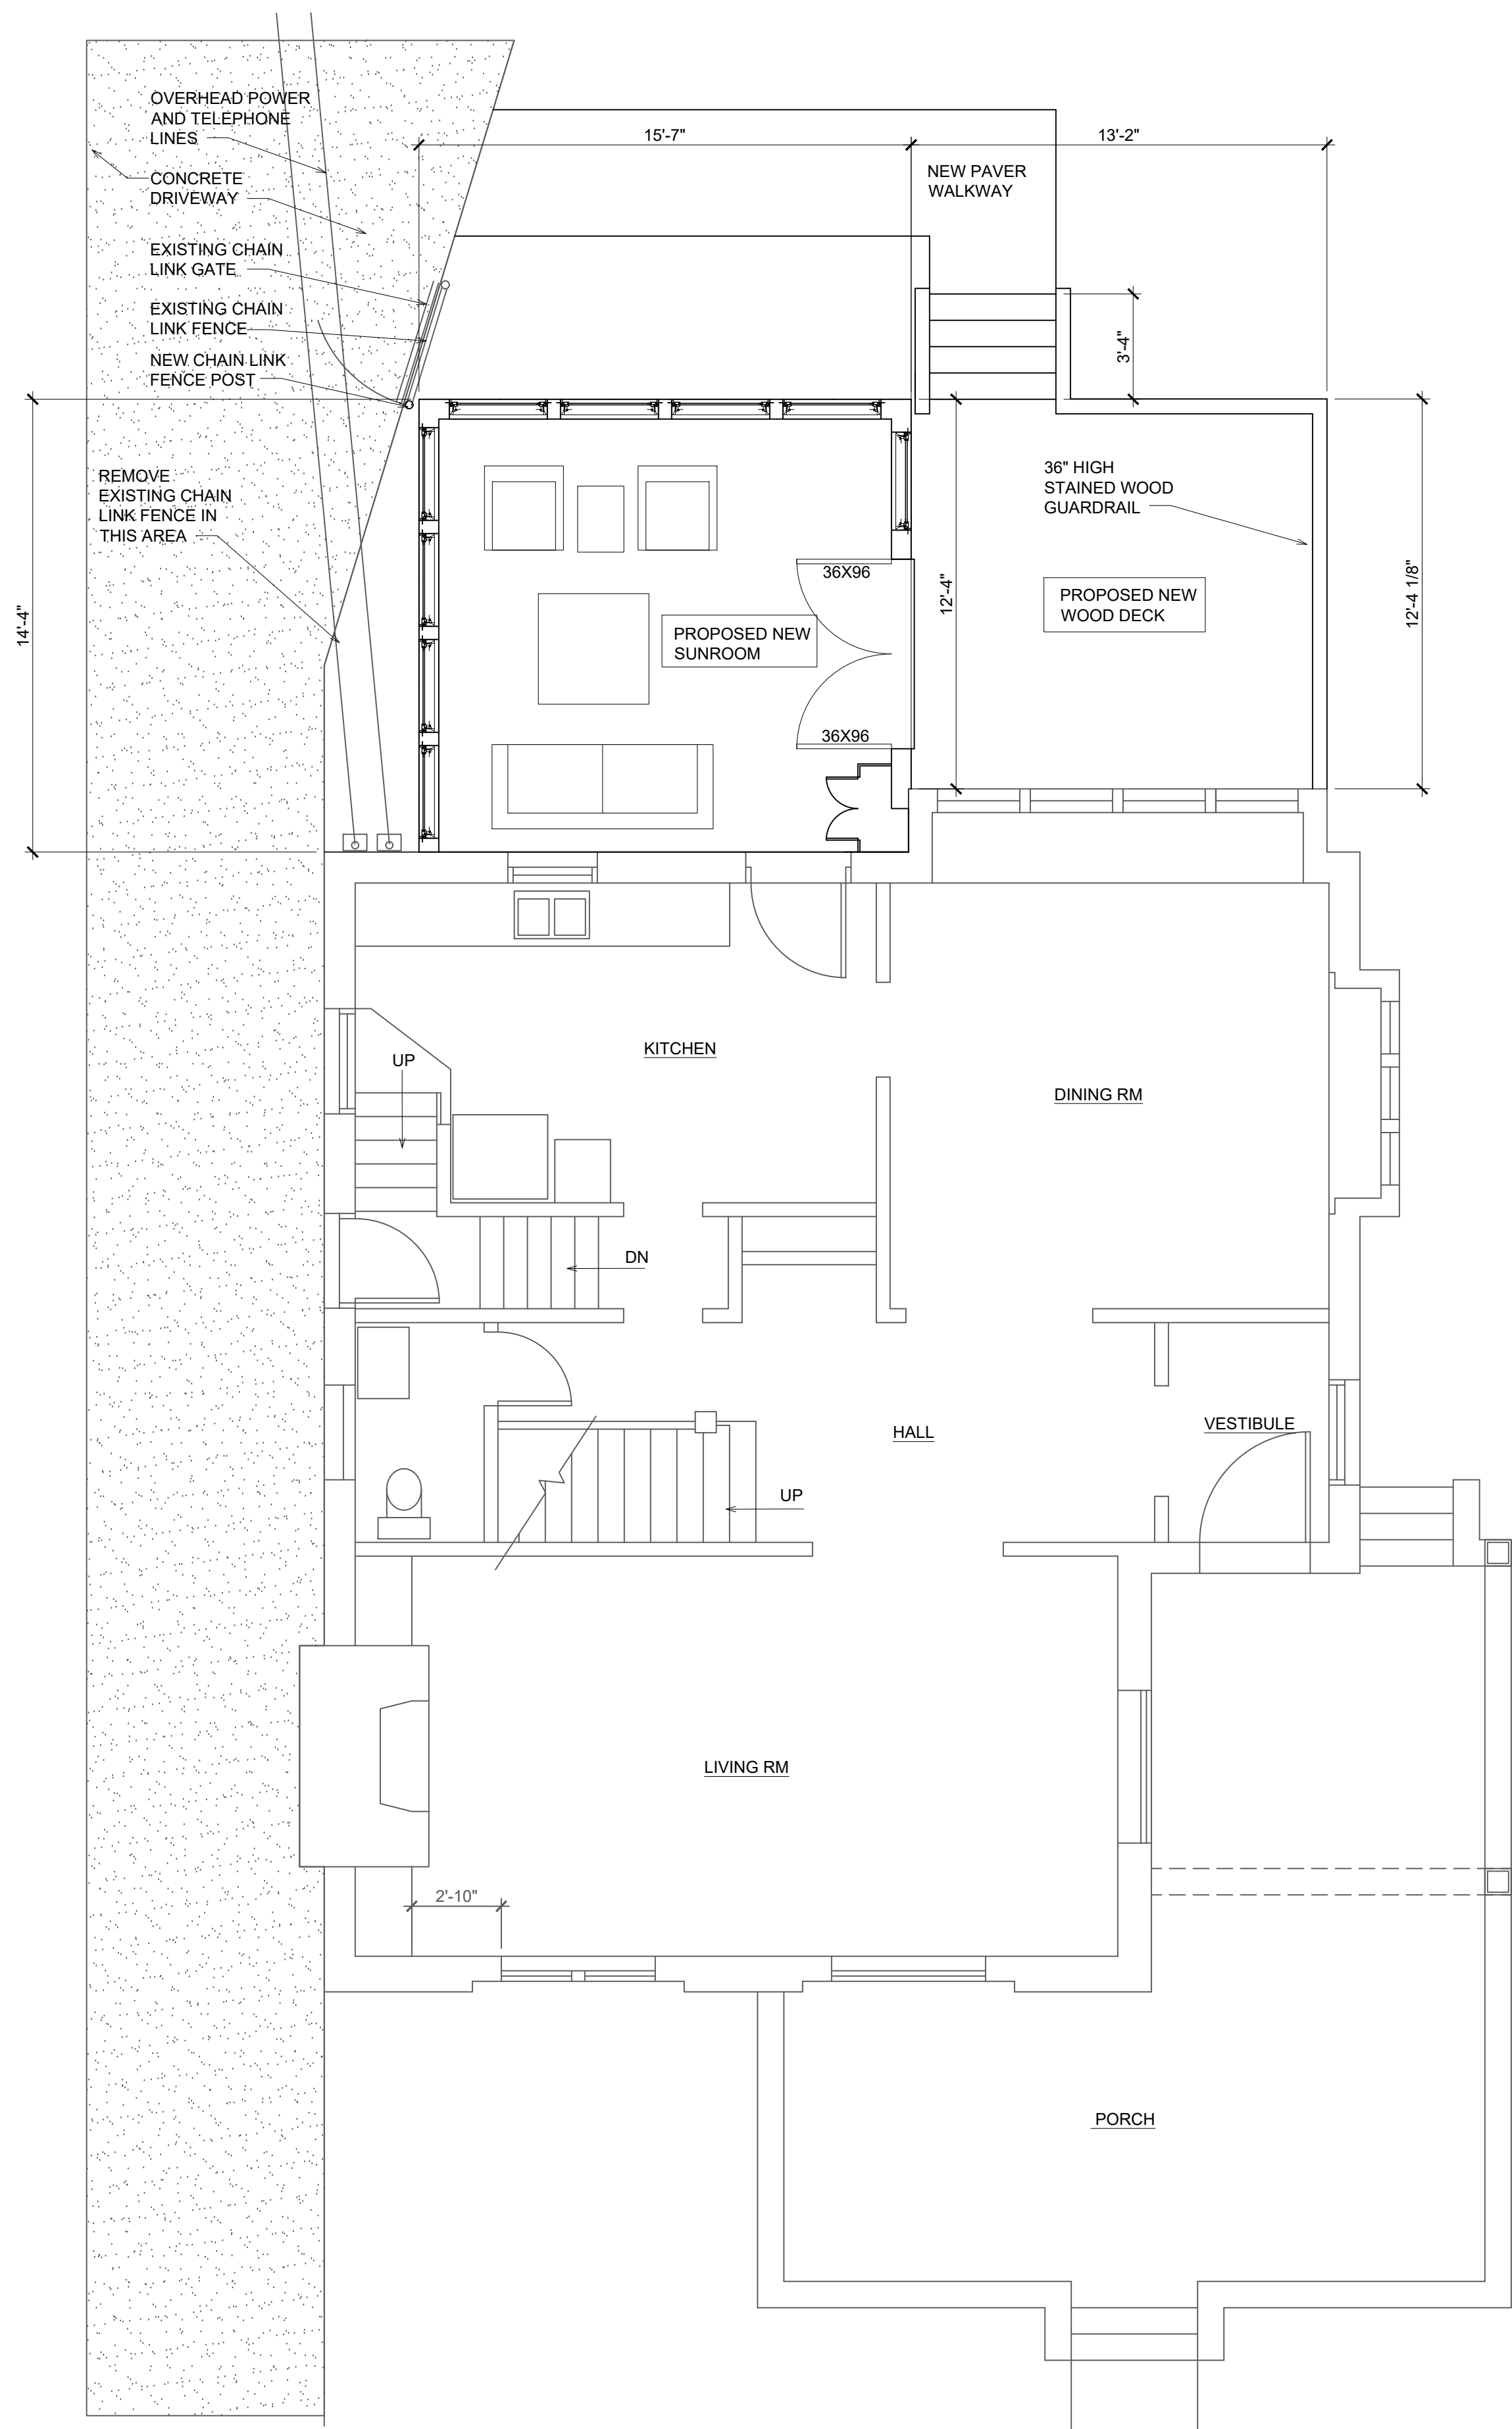 OVERHEAD POWER
AND TELEPHONE
LINES
CONCRETE
DRIVEWAY
EXISTING CHAIN
LINK GATE
EXISTING CHAIN
LINK FENCE
NEW CHAIN LINK
FENCE POST
REMOVE
EXISTING CHAIN
LINK FENCE IN
THIS AREA
15'-7"
13'-2"
NEW PAVER
WALKWAY
3'-4"
14'-4"
36" HIGH
STAINED WOOD
GUARDRAIL
36X96
12'-4"
12'-4 1/8"
PROPOSED NEW
WOOD DECK
PROPOSED NEW
SUNROOM
36X96
KITCHEN
UP
DINING RM
DN
HALL
VESTIBULE
UP
LIVING RM
2'-10"
PORCH